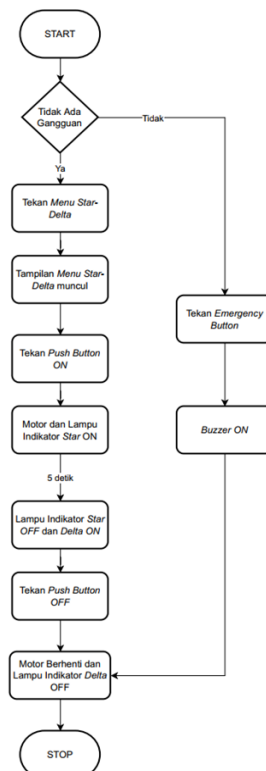 START
Tidak Ada
Gangguan
Tidak
Ya
Tekan Menu Star-
Delta
Tampilan Menu Star-
Delta muncul
Tekan Emergency
Button
Tekan Push Button
ON
Motor dan Lampu
Indikator Star ON
Buzzer ON
5 detik
Lampu Indikator Star
OFF dan Delta ON
Tekan Push Button
OFF
Motor Berhenti dan
Lampu Indikator Delta
OFF
STOP